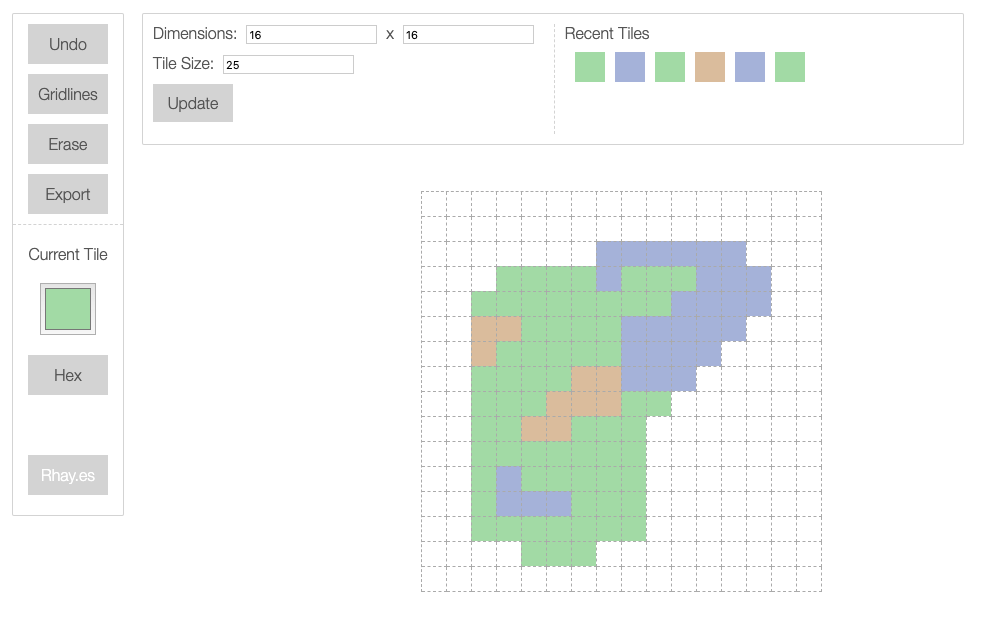 Undo
Gridlines
Erase
Export
Current Tile
Hex
Rhay.es
Dimensions: 16 x 16
Tile Size: 25
Update
Recent Tiles